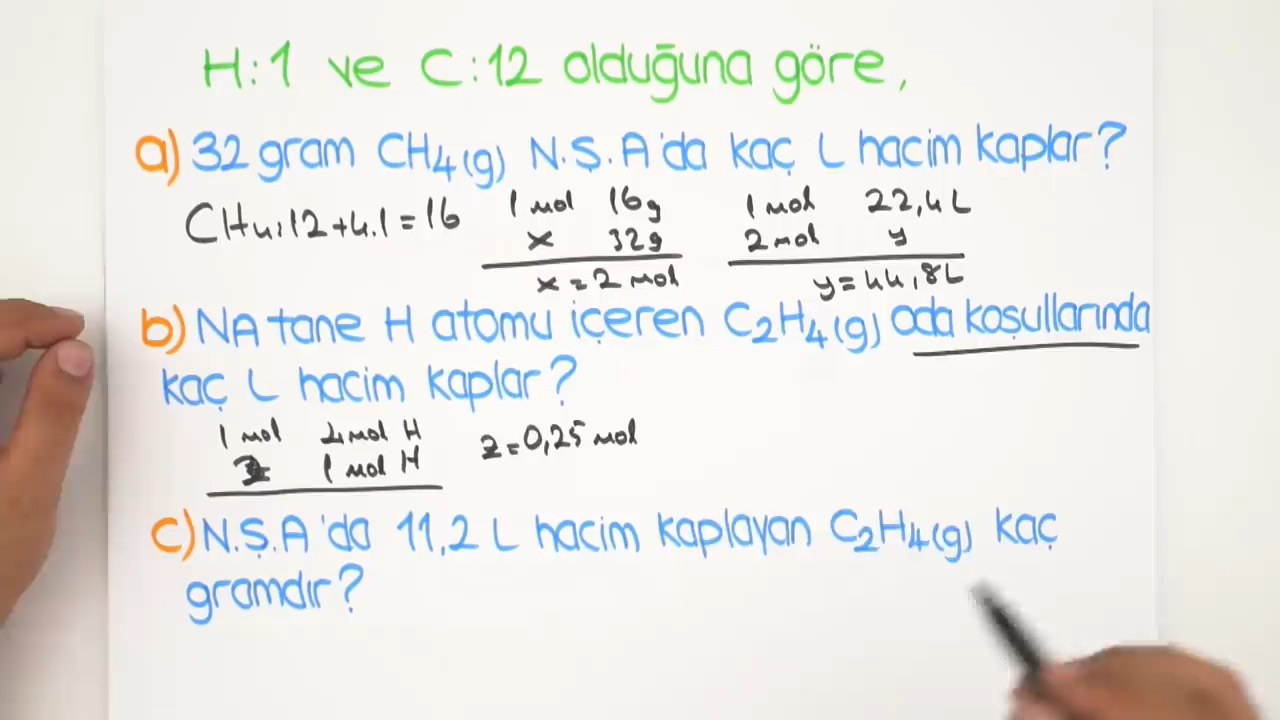 H:1 ve C:12 olduğuna göre,
a) 32 gram CH₄(g) N.Ş.A'da kaç L hacim kaplar?
CH₄:12+4.1=16
1 mol 16g
x 32g
x = 2 mol
1 mol 22,4L
2 mol y
y=44,8L
b) NA tane H atomu içeren C₂H₄(g) oda koşullarında
kaç L hacim kaplar?
1 mol 4 mol H
z 1 mol H
z=0,25 mol
c) N.Ş.A'da 11,2 L hacim kaplayan C₂H₄(g) kaç
gramdır?